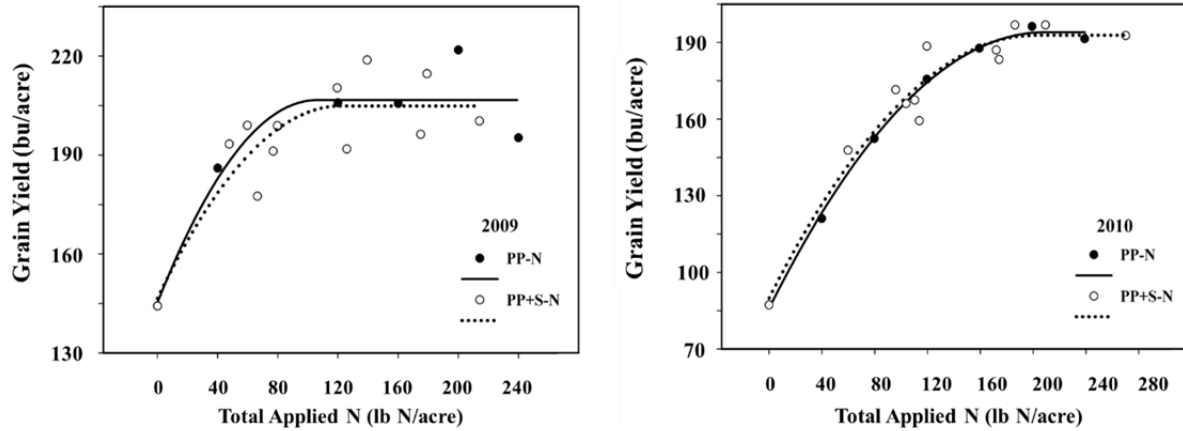 Grain Yield (bu/acre)
220
190
160
130
2009
PP-N
PP+S-N
0 40 80 120 160 200 240
Total Applied N (lb N/acre)
Grain Yield (bu/acre)
190
160
130
100
70
2010
PP-N
PP+S-N
0 40 80 120 160 200 240 280
Total Applied N (lb N/acre)